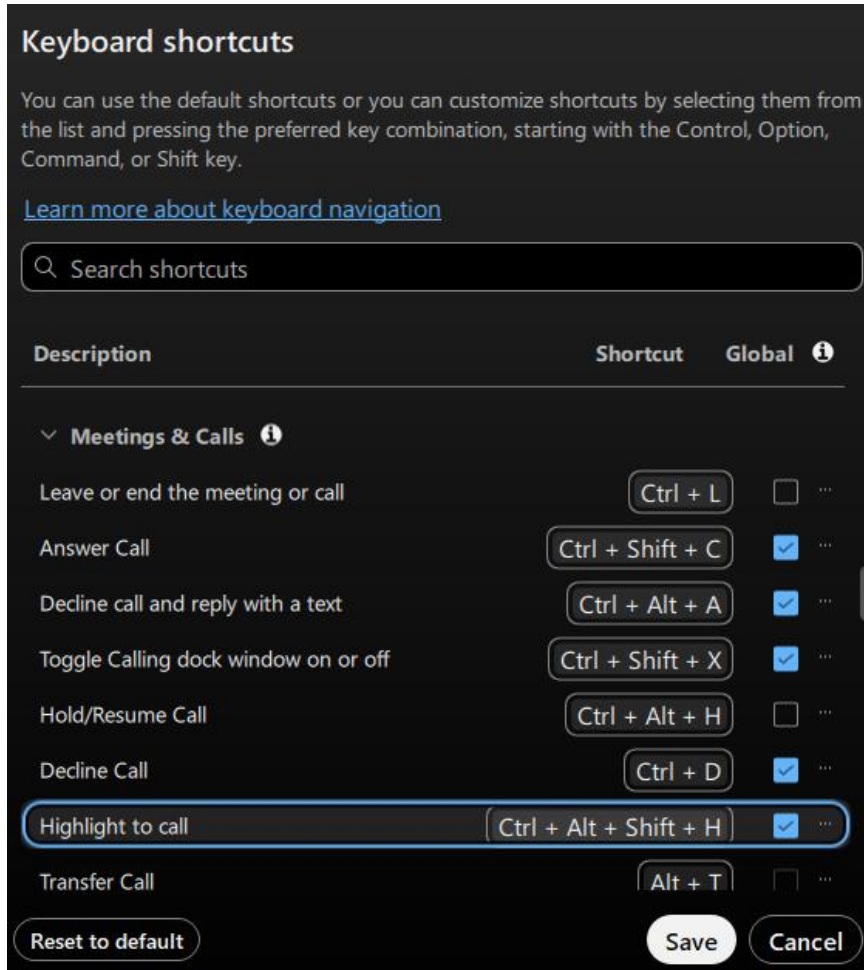 Keyboard shortcuts
You can use the default shortcuts or you can customize shortcuts by selecting them from
the list and pressing the preferred key combination, starting with the Control, Option,
Command, or Shift key.
Learn more about keyboard navigation
Search shortcuts
Description Shortcut Global
Meetings & Calls
Leave or end the meeting or call Ctrl + L
Answer Call Ctrl + Shift + C
Decline call and reply with a text Ctrl + Alt + A
Toggle Calling dock window on or off Ctrl + Shift + X
Hold/Resume Call Ctrl + Alt + H
Decline Call Ctrl + D
Highlight to call Ctrl + Alt + Shift + H
Transfer Call Alt + T
Reset to default Save Cancel